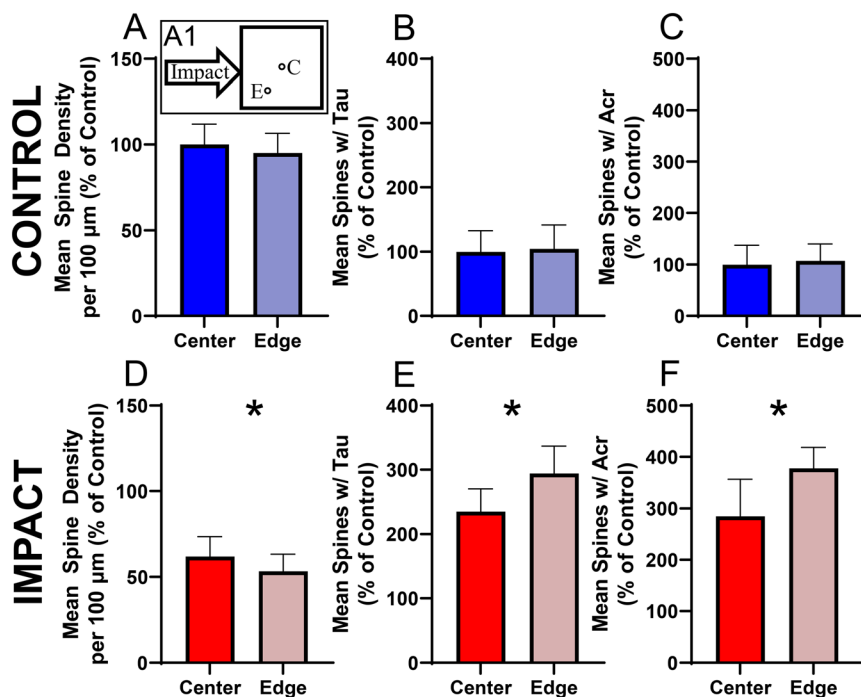 CONTROL
A
A1
Impact
C
E
Mean Spine Density
per 100 µm (% of Control)
150
100
50
0
Center Edge
B
Mean Spines w/ Tau
(% of Control)
400
300
200
100
0
Center Edge
C
Mean Spines w/ Acr
(% of Control)
500
400
300
200
100
0
Center Edge
IMPACT
D
*
Mean Spine Density
per 100 µm (% of Control)
150
100
50
0
Center Edge
E
*
Mean Spines w/ Tau
(% of Control)
400
300
200
100
0
Center Edge
F
*
Mean Spines w/ Acr
(% of Control)
500
400
300
200
100
0
Center Edge